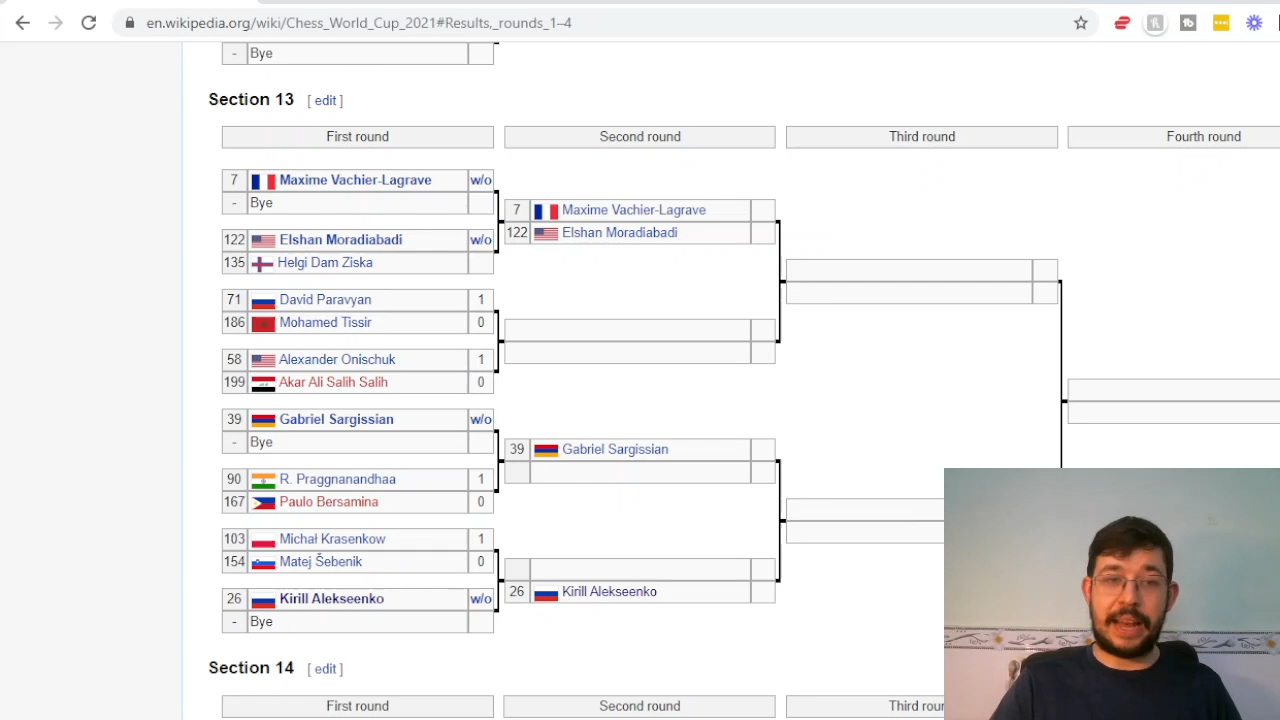 en.wikipedia.org/wiki/Chess_World_Cup_2021#Results,_rounds_1–4
- Bye
Section 13 [ edit ]
First round Second round Third round Fourth round
7 Maxime Vachier-Lagrave w/o
- Bye
7 Maxime Vachier-Lagrave
122 Elshan Moradiabadi
122 Elshan Moradiabadi w/o
135 Helgi Dam Ziska
71 David Paravyan 1
186 Mohamed Tissir 0
58 Alexander Onischuk 1
199 Akar Ali Salih Salih 0
39 Gabriel Sargissian w/o
- Bye
39 Gabriel Sargissian
90 R. Praggnanandhaa 1
167 Paulo Bersamina 0
103 Michał Krasenkow 1
154 Matej Šebenik 0
26 Kirill Alekseenko
26 Kirill Alekseenko w/o
- Bye
Section 14 [ edit ]
First round Second round Third rour